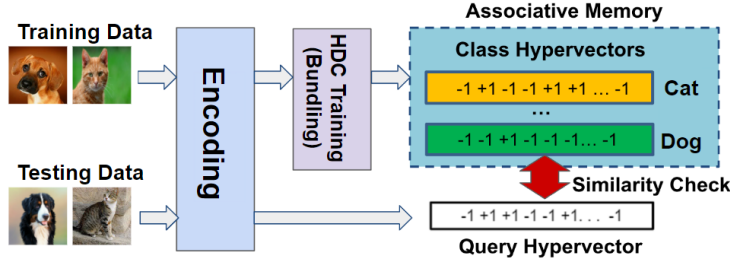 Training Data
Testing Data
Encoding
HDC Training
(Bundling)
Associative Memory
Class Hypervectors
-1 +1 -1 -1 +1 +1 ... -1
Cat
...
-1 -1 +1 -1 -1 -1... -1
Dog
Similarity Check
-1 +1 +1 -1 -1 +1. . . -1
Query Hypervector